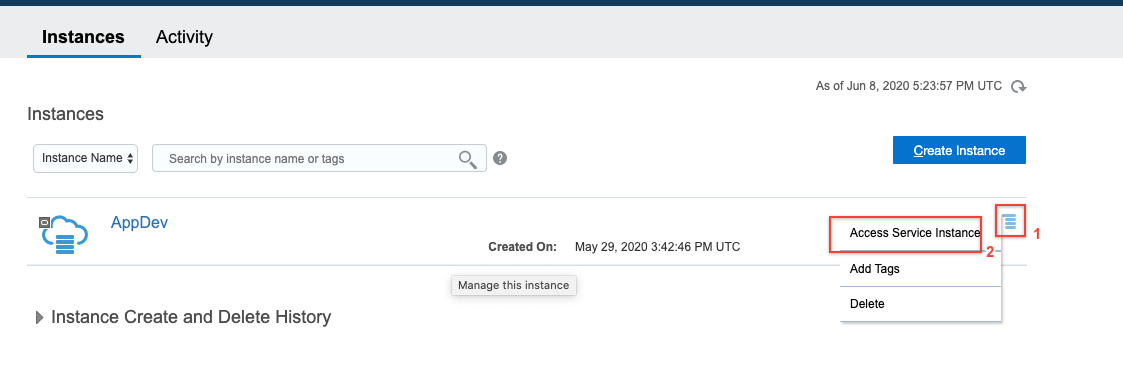 Instances Activity
As of Jun 8, 2020 5:23:57 PM UTC
Instances
Instance Name Search by instance name or tags ? Create Instance
AppDev
1
Access Service Instance
2
Created On: May 29, 2020 3:42:46 PM UTC
Add Tags
Manage this instance
Delete
Instance Create and Delete History